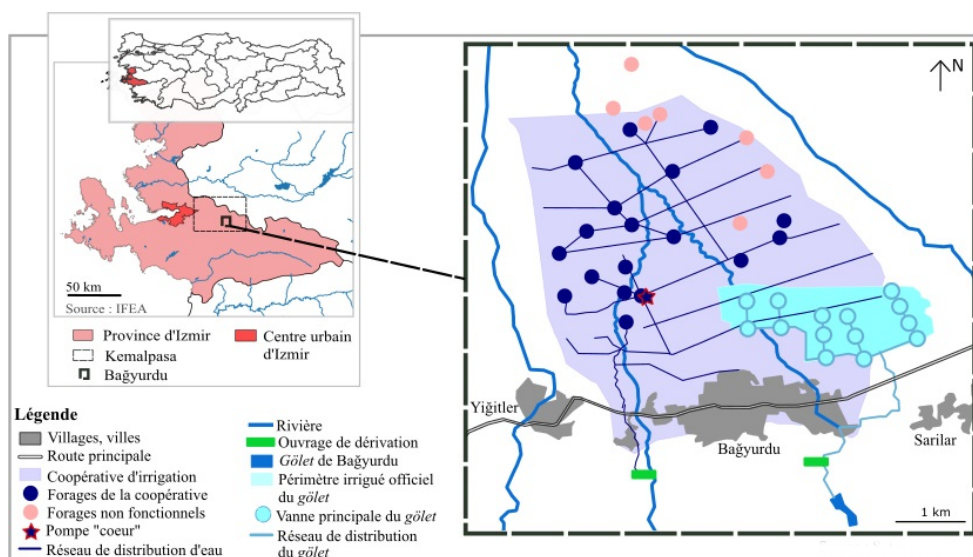 50 km
Source : IFEA
Province d'Izmir
Centre urbain
d'Izmir
Kemalpasa
Bağyurdu
Légende
Villages, villes
Route principale
Coopérative d'irrigation
Forages de la coopérative
Forages non fonctionnels
Pompe "coeur"
Réseau de distribution d'eau
Rivière
Ouvrage de dérivation
Gölet de Bağyurdu
Périmètre irrigué officiel
du gölet
Vanne principale du gölet
Réseau de distribution
du gölet
N
Yiğitler
Bağyurdu
Sarilar
1 km